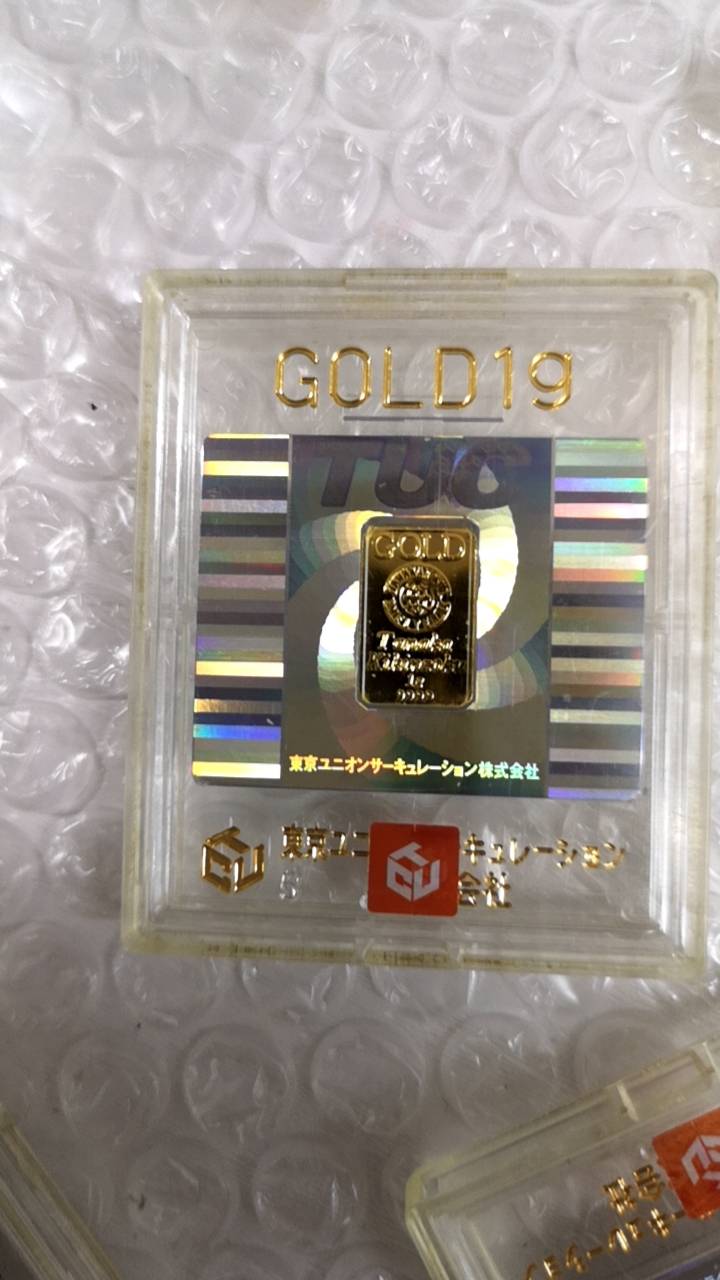 GOLD1g
TUC
GOLD
Tanaka
Kikinzoku
1g
9999
東京ユニオンサーキュレーション株式会社
東京ユニ キュレーション
会社